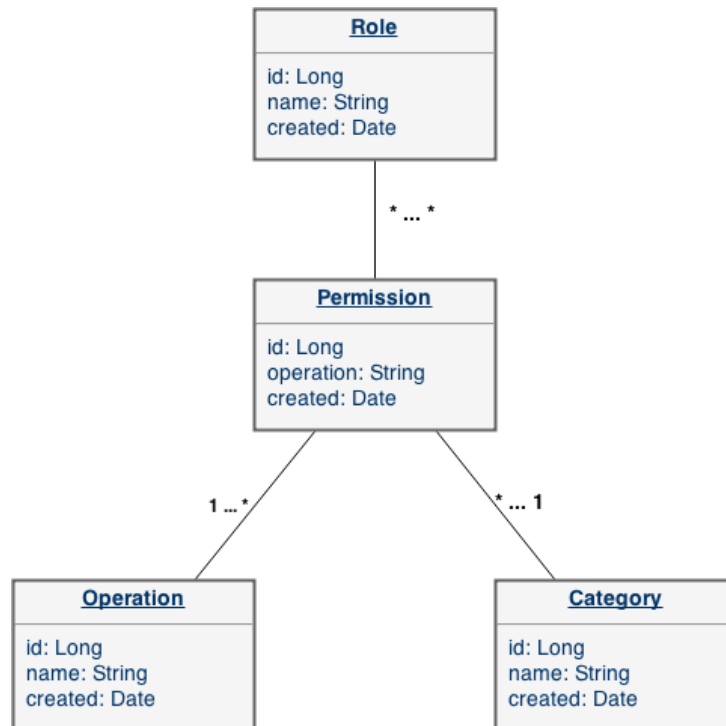 Role
id: Long
name: String
created: Date
* ... *
Permission
id: Long
operation: String
created: Date
1 ... *
* ... 1
Operation
id: Long
name: String
created: Date
Category
id: Long
name: String
created: Date